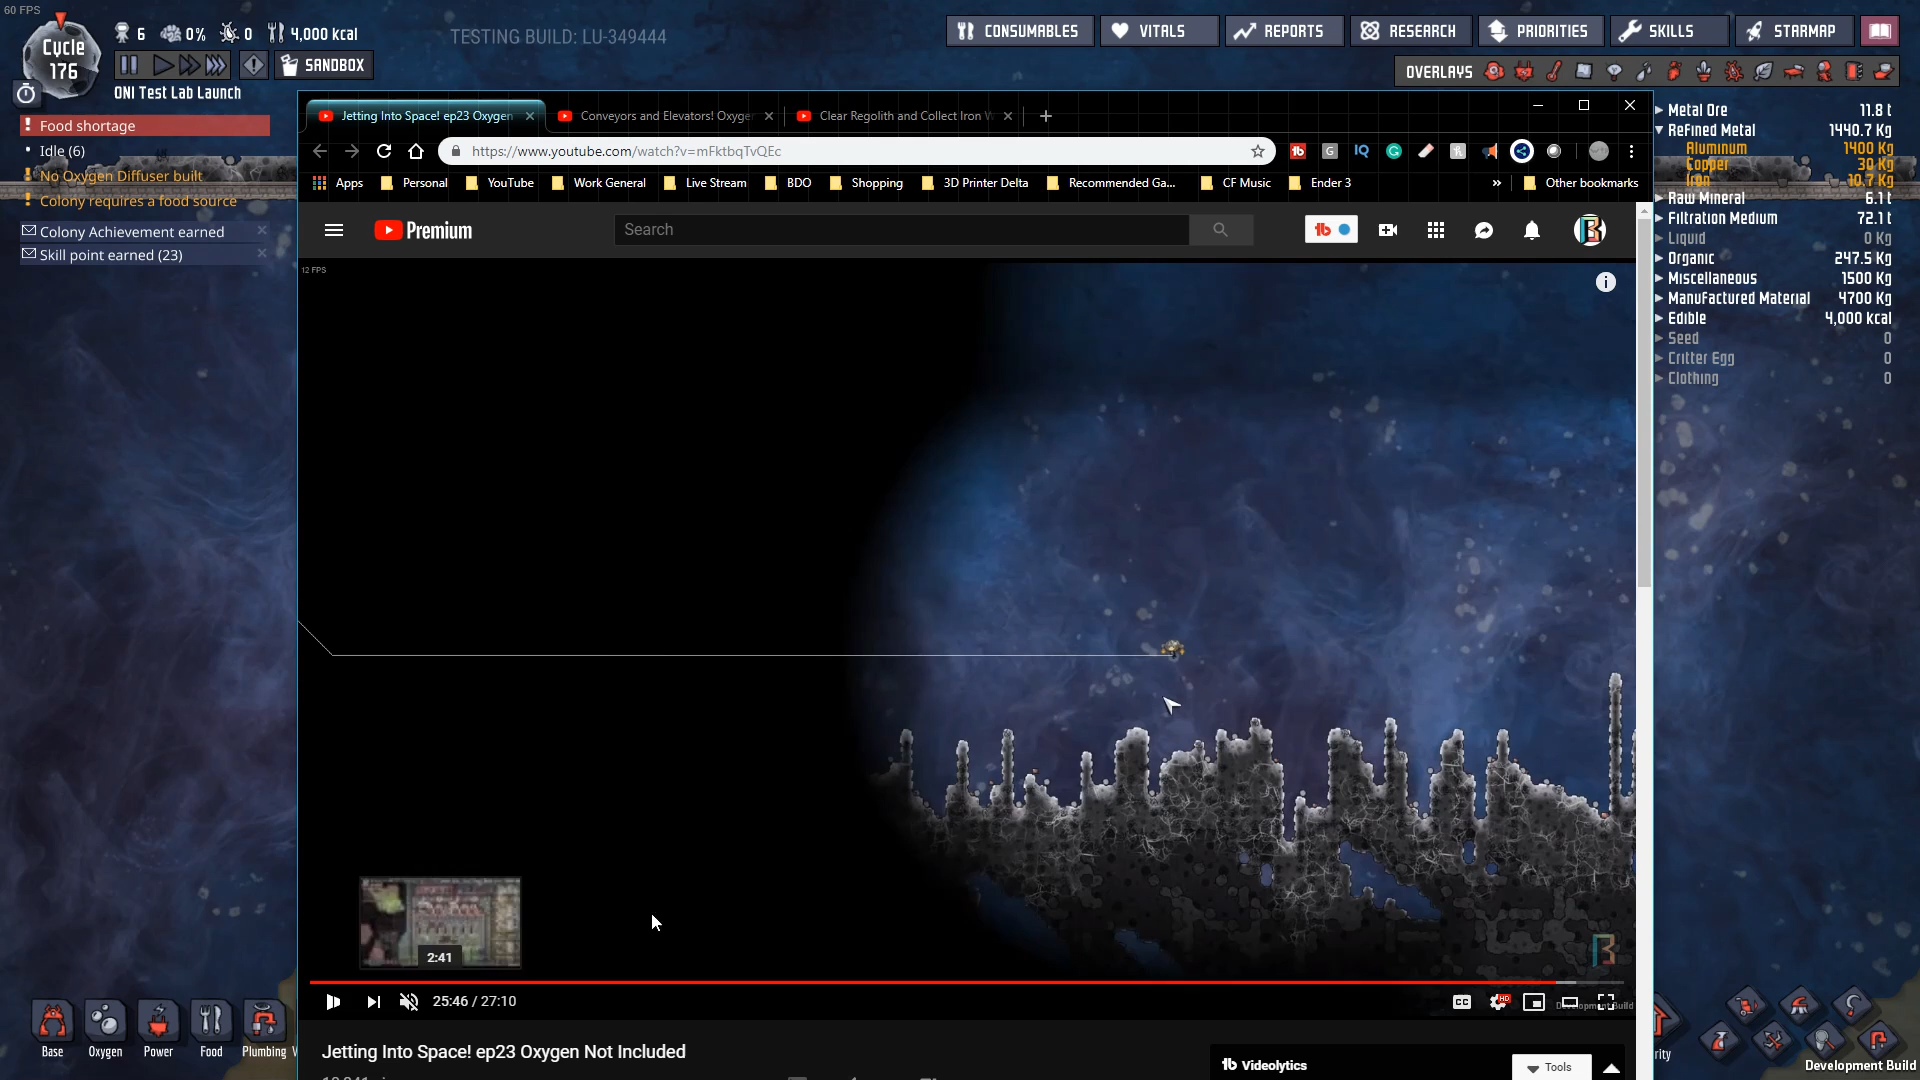 60 FPS
Cycle 176
6 0% 0 4,000 kcal
TESTING BUILD: LU-349444
CONSUMABLES VITALS REPORTS RESEARCH PRIORITIES SKILLS STARMAP
SANDBOX
OVERLAYS
ONI Test Lab Launch
! Food shortage
• Idle (6)
! No Oxygen Diffuser built
! Colony requires a food source
Colony Achievement earned
Skill point earned (23)
Jetting Into Space! ep23 Oxygen
Conveyors and Elevators! Oxyge
Clear Regolith and Collect Iron
https://www.youtube.com/watch?v=mFktbqTvQEc
Apps Personal YouTube Work General Live Stream BDO Shopping 3D Printer Delta Recommended Ga... CF Music Ender 3 » Other bookmarks
Premium
Search
12 FPS
Metal Ore 11.8 t
Refined Metal 1440.7 Kg
Aluminum 1400 Kg
Copper 30 Kg
Iron 10.7 Kg
Raw Mineral 6.1 t
Filtration Medium 72.1 t
Liquid 0 Kg
Organic 247.5 Kg
Miscellaneous 1500 Kg
Manufactured Material 4700 Kg
Edible 4,000 kcal
Seed 0
Critter Egg 0
Clothing 0
2:41
25:46 / 27:10
CC HD
Development Build
Jetting Into Space! ep23 Oxygen Not Included
tb Videolytics
Tools
Base Oxygen Power Food Plumbing
rity
Development Build